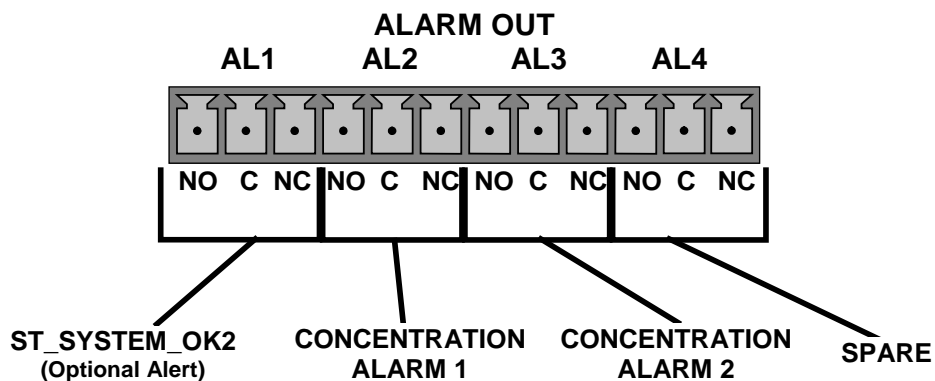 ALARM OUT
AL1 AL2 AL3 AL4
NO C NC NO C NC NO C NC NO C NC
ST_SYSTEM_OK2
(Optional Alert)
CONCENTRATION
ALARM 1
CONCENTRATION
ALARM 2
SPARE